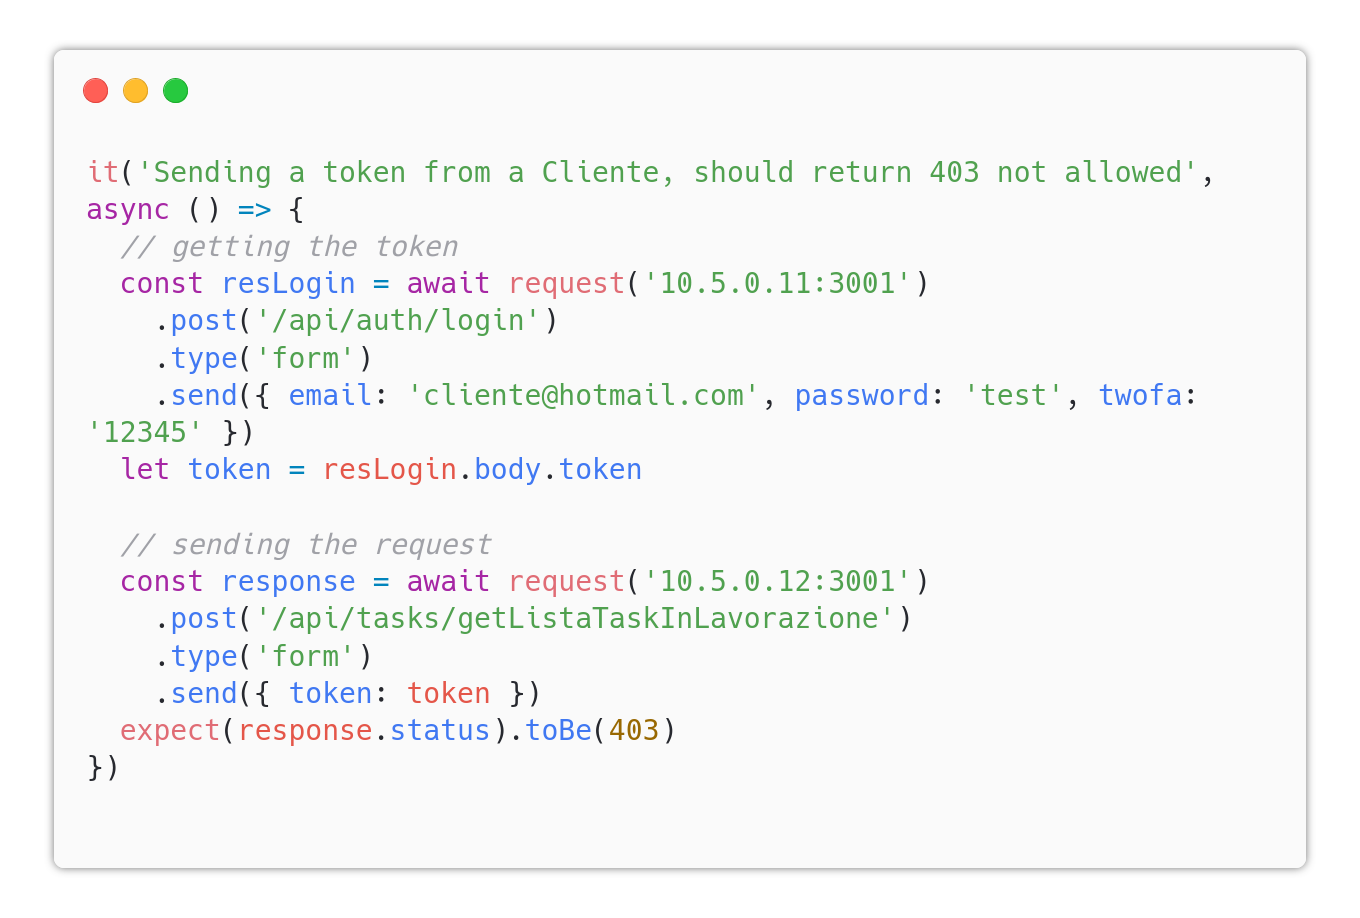 it('Sending a token from a Cliente, should return 403 not allowed',
async () => {
  // getting the token
  const resLogin = await request('10.5.0.11:3001')
    .post('/api/auth/login')
    .type('form')
    .send({ email: 'cliente@hotmail.com', password: 'test', twofa:
'12345' })
  let token = resLogin.body.token

  // sending the request
  const response = await request('10.5.0.12:3001')
    .post('/api/tasks/getListaTaskInLavorazione')
    .type('form')
    .send({ token: token })
  expect(response.status).toBe(403)
})